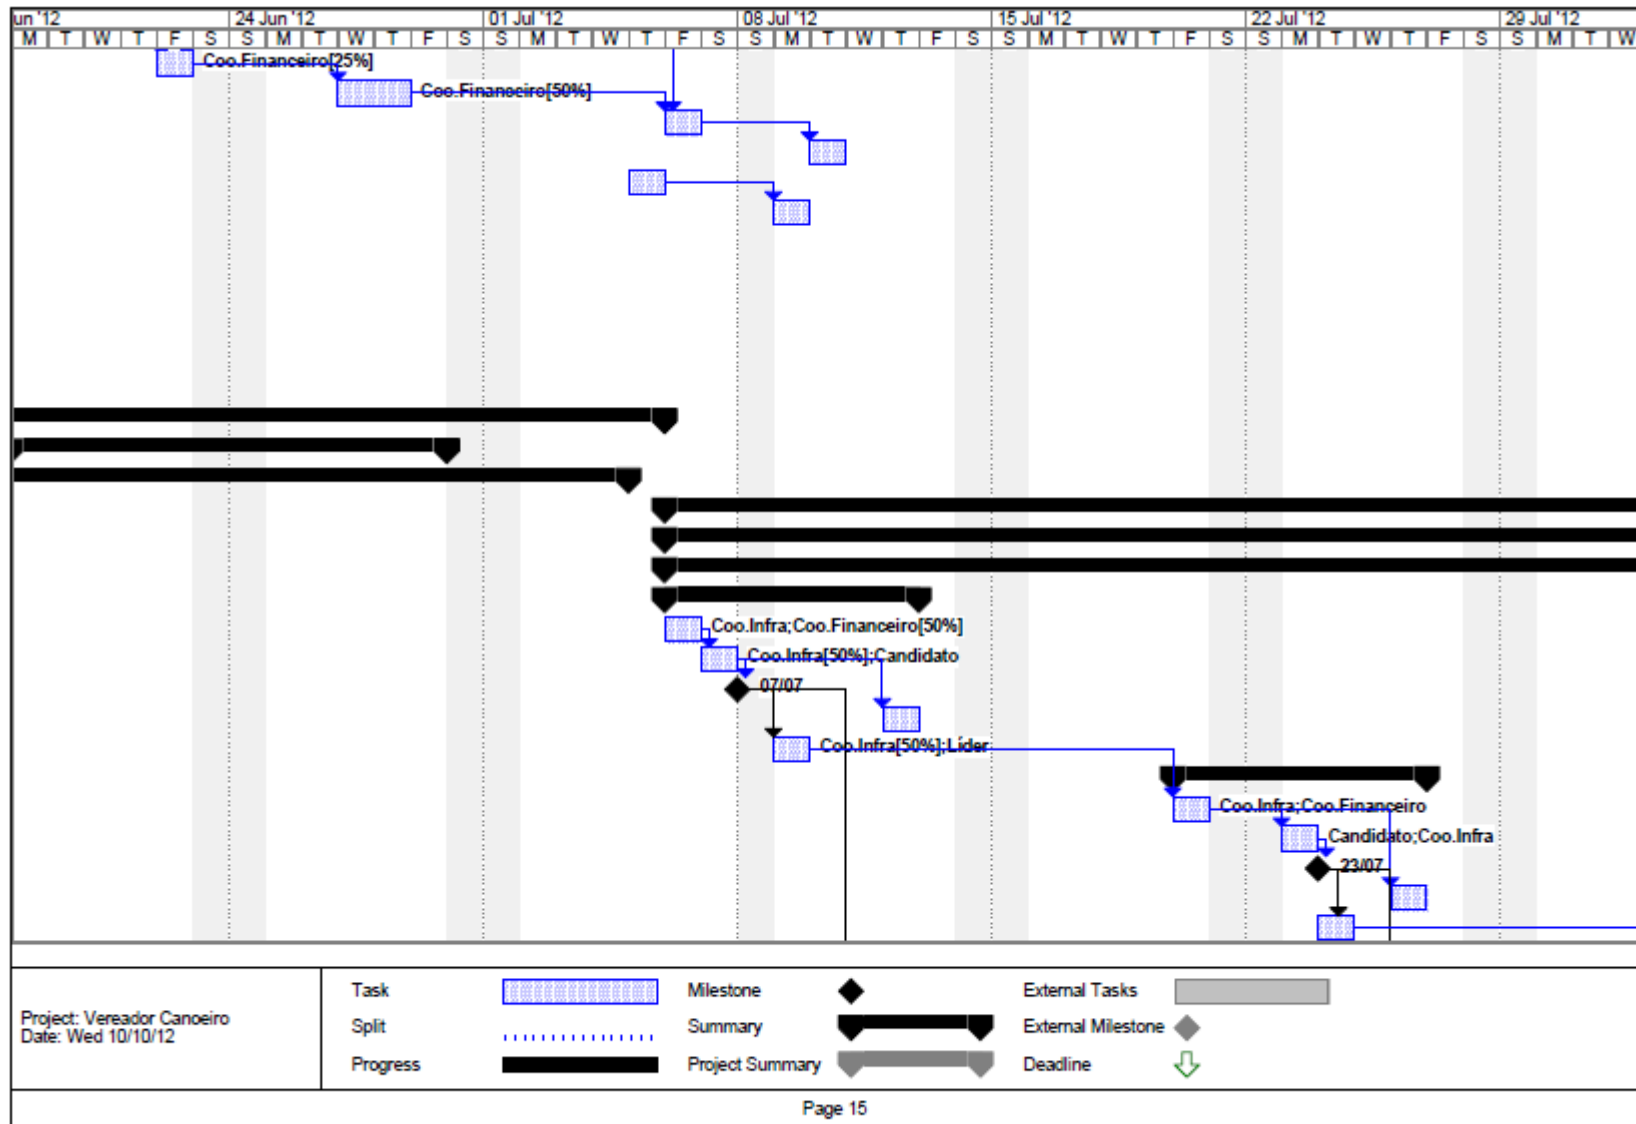 un '12 24 Jun '12 01 Jul '12 08 Jul '12 15 Jul '12 22 Jul '12 29 Jul '12
M T W T F S S M T W T F S S M T W T F S S M T W T F S S M T W T F S S M T W T F S S M T W
Coo.Financeiro[25%]
Coo.Financeiro[50%]
Coo.Infra;Coo.Financeiro[50%]
Coo.Infra[50%];Candidato
07/07
Coo.Infra[50%];Líder
Coo.Infra;Coo.Financeiro
Candidato;Coo.Infra
23/07
Project: Vereador Canoeiro
Date: Wed 10/10/12
Task Milestone External Tasks
Split Summary External Milestone
Progress Project Summary Deadline
Page 15